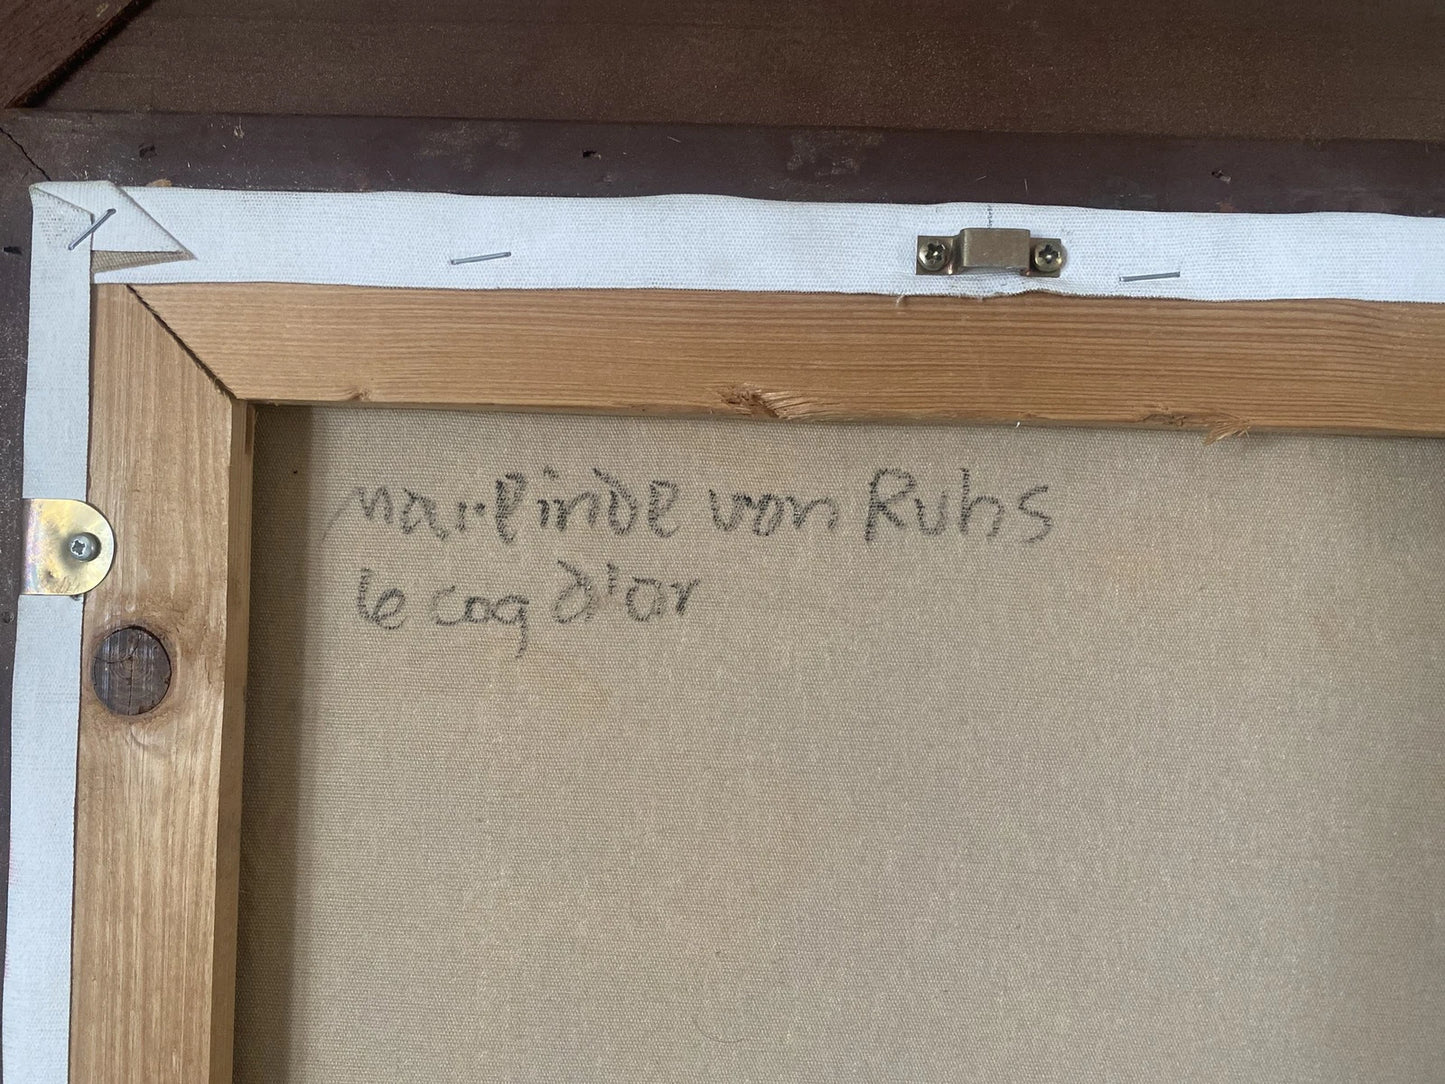 Marlinde von Ruhs
le coq d'or